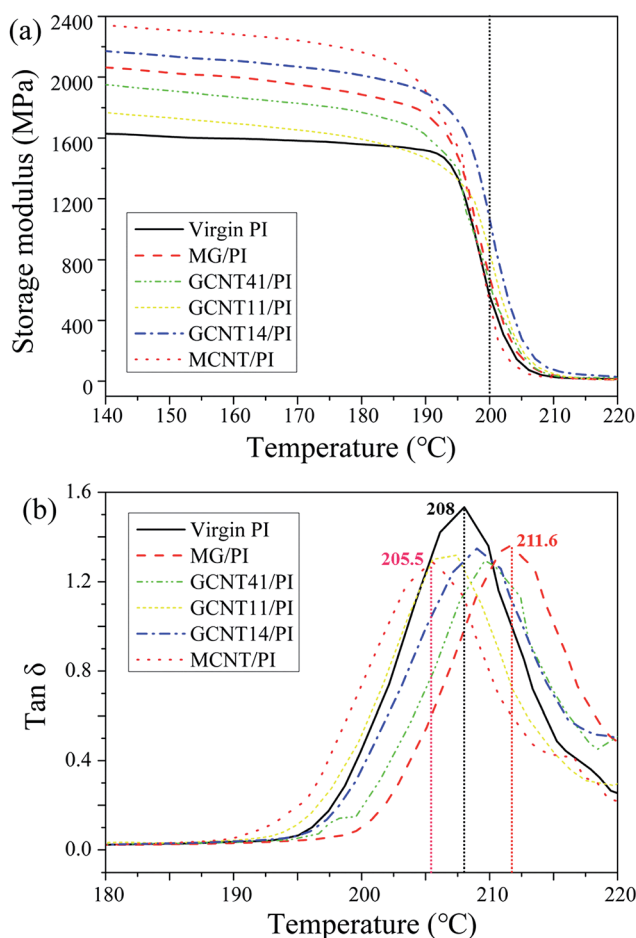 (a)
2400
2000
1600
1200
800
400
0
Storage modulus (MPa)
Virgin PI
MG/PI
GCNT41/PI
GCNT11/PI
GCNT14/PI
MCNT/PI
140 150 160 170 180 190 200 210 220
Temperature (°C)
(b)
1.6
1.2
0.8
0.4
0.0
Tan δ
Virgin PI
MG/PI
GCNT41/PI
GCNT11/PI
GCNT14/PI
MCNT/PI
208
205.5
211.6
180 190 200 210 220
Temperature (°C)